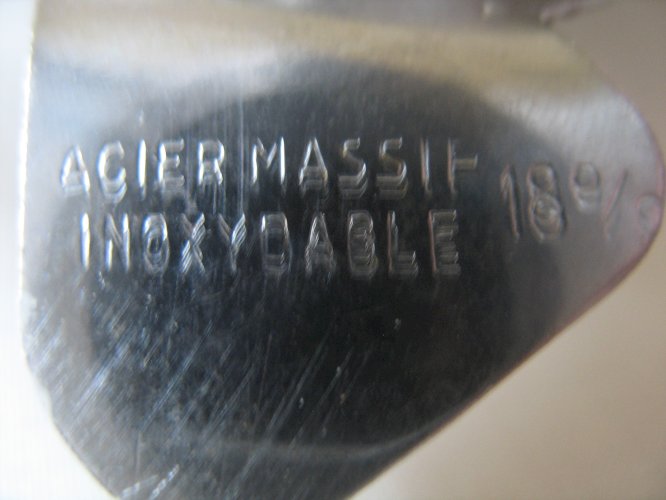 ACIER MASSIF 18%
INOXYDABLE